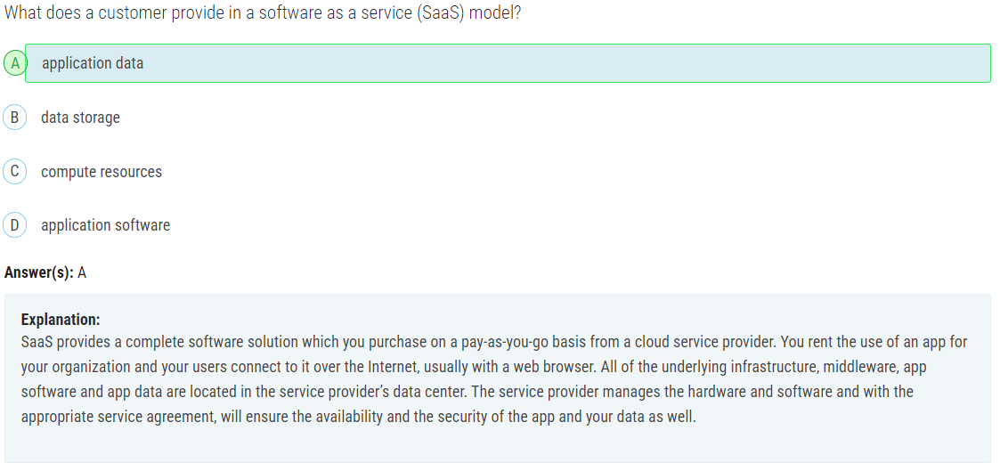 What does a customer provide in a software as a service (SaaS) model?
A application data
B data storage
C compute resources
D application software
Answer(s): A
Explanation:
SaaS provides a complete software solution which you purchase on a pay-as-you-go basis from a cloud service provider. You rent the use of an app for
your organization and your users connect to it over the Internet, usually with a web browser. All of the underlying infrastructure, middleware, app
software and app data are located in the service provider's data center. The service provider manages the hardware and software and with the
appropriate service agreement, will ensure the availability and the security of the app and your data as well.